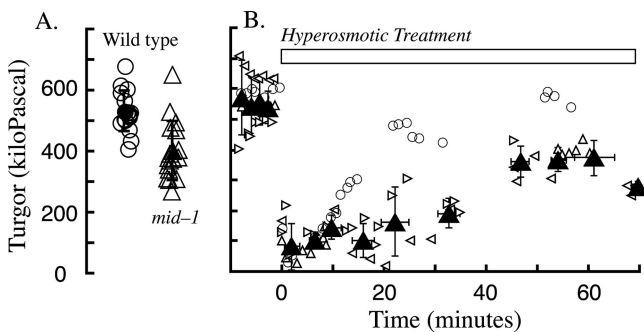 A.
B.
Wild type
Hyperosmotic Treatment
Turgor (kiloPascal)
600
400
200
0
mid–1
0
20
40
60
Time (minutes)